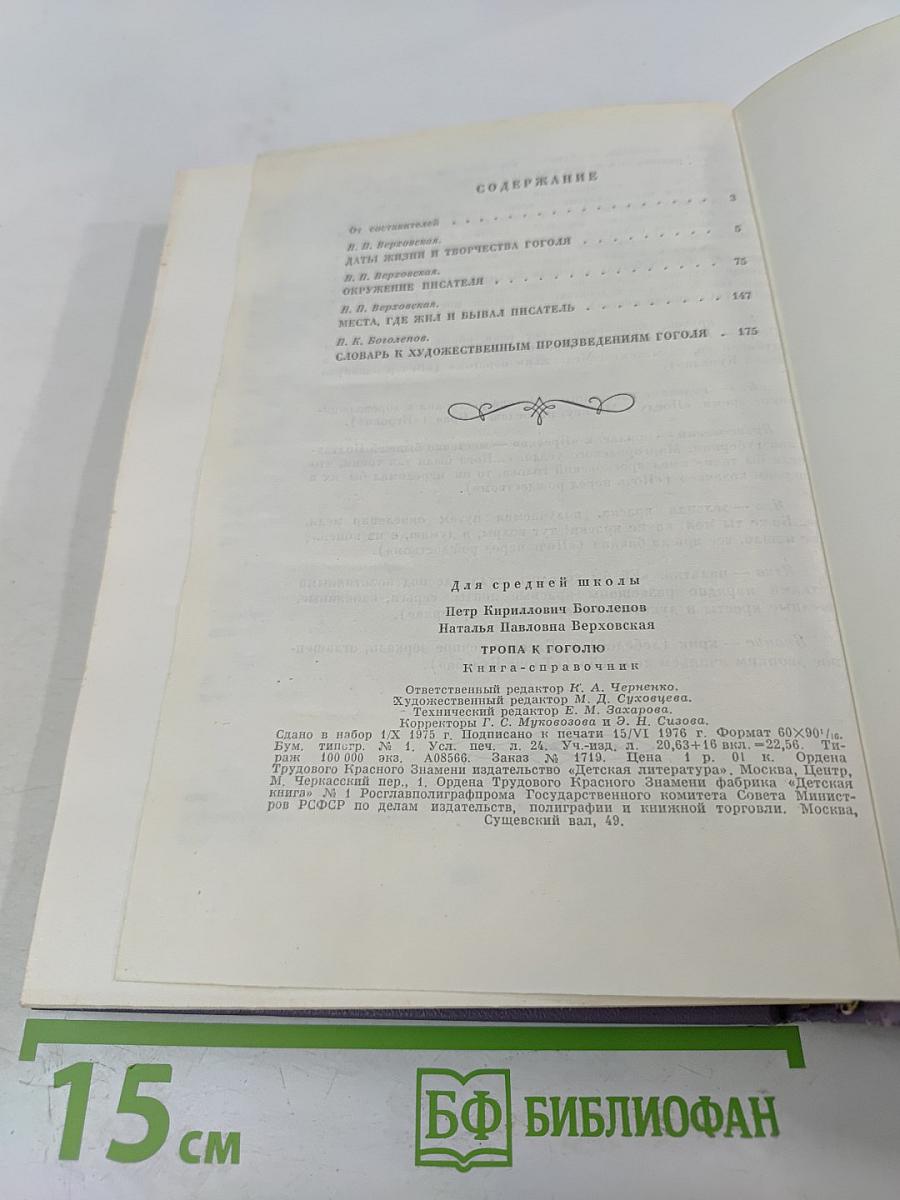 СОДЕРЖАНИЕ
От составителей . . . . . . . . . . . . . . . . . . 3
Н. П. Верховская.
ДАТЫ ЖИЗНИ И ТВОРЧЕСТВА ГОГОЛЯ . . . . . . . . . 5
Н. П. Верховская.
ОКРУЖЕНИЕ ПИСАТЕЛЯ . . . . . . . . . . . . . . 75
Н. П. Верховская.
МЕСТА, ГДЕ ЖИЛ И БЫВАЛ ПИСАТЕЛЬ . . . . . . . . . 147
П. К. Боголепов.
СЛОВАРЬ К ХУДОЖЕСТВЕННЫМ ПРОИЗВЕДЕНИЯМ ГОГОЛЯ . 175
Для средней школы
Петр Кириллович Боголепов
Наталья Павловна Верховская
ТРОПА К ГОГОЛЮ
Книга-справочник
Ответственный редактор К. А. Черненко.
Художественный редактор М. Д. Суховцева.
Технический редактор Е. М. Захарова.
Корректоры Г. С. Муковозова и Э. Н. Сизова.
Сдано в набор 1/X 1975 г. Подписано к печати 15/VI 1976 г. Формат 60×90¹/₁₆.
Бум. типогр. № 1. Усл. печ. л. 24. Уч.-изд. л. 20,63+16 вкл.=22,56. Ти-
раж 100 000 экз. А08566. Заказ № 1719. Цена 1 р. 01 к. Ордена
Трудового Красного Знамени издательство «Детская литература». Москва, Центр,
М. Черкасский пер., 1. Ордена Трудового Красного Знамени фабрика «Детская
книга» № 1 Росглавполиграфпрома Государственного комитета Совета Минист-
ров РСФСР по делам издательств, полиграфии и книжной торговли. Москва,
Сущевский вал, 49.
15 см
БФ БИБЛИОФАН